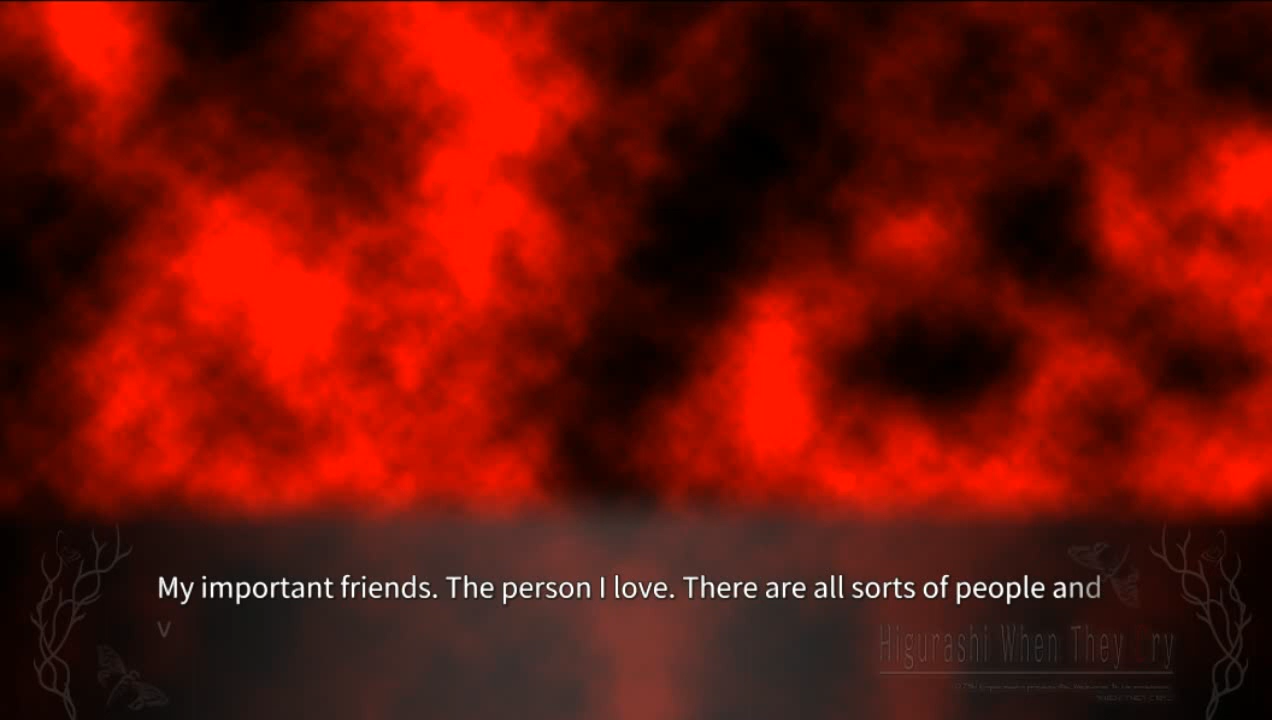 My important friends. The person I love. There are all sorts of people and
v
Higurashi When They Cry